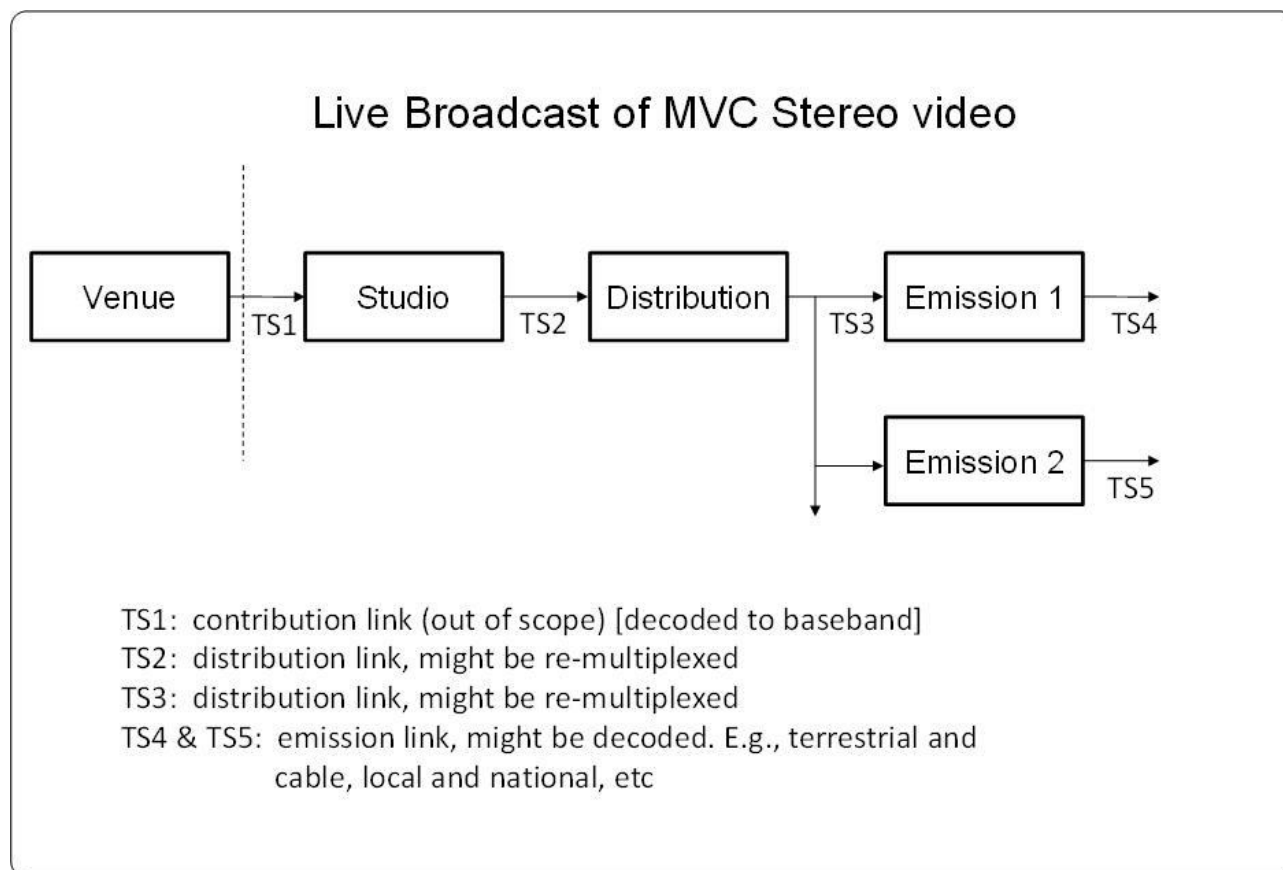 Live Broadcast of MVC Stereo video
Venue
TS1
Studio
TS2
Distribution
TS3
Emission 1
TS4
Emission 2
TS5
TS1: contribution link (out of scope) [decoded to baseband]
TS2: distribution link, might be re-multiplexed
TS3: distribution link, might be re-multiplexed
TS4 & TS5: emission link, might be decoded. E.g., terrestrial and
cable, local and national, etc